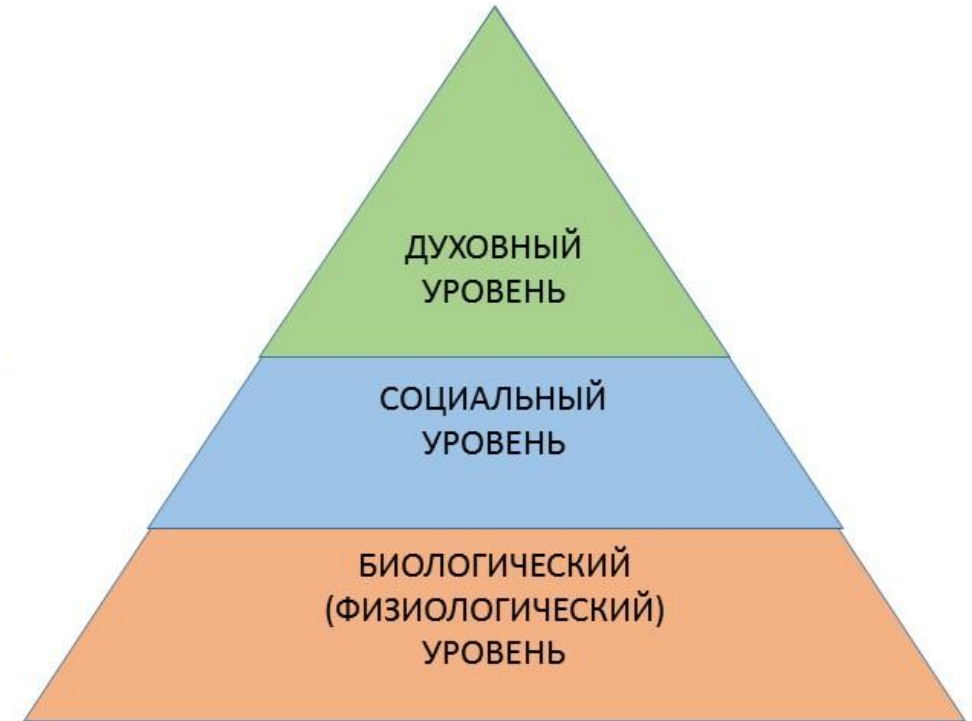 ДУХОВНЫЙ
УРОВЕНЬ
СОЦИАЛЬНЫЙ
УРОВЕНЬ
БИОЛОГИЧЕСКИЙ
(ФИЗИОЛОГИЧЕСКИЙ)
УРОВЕНЬ